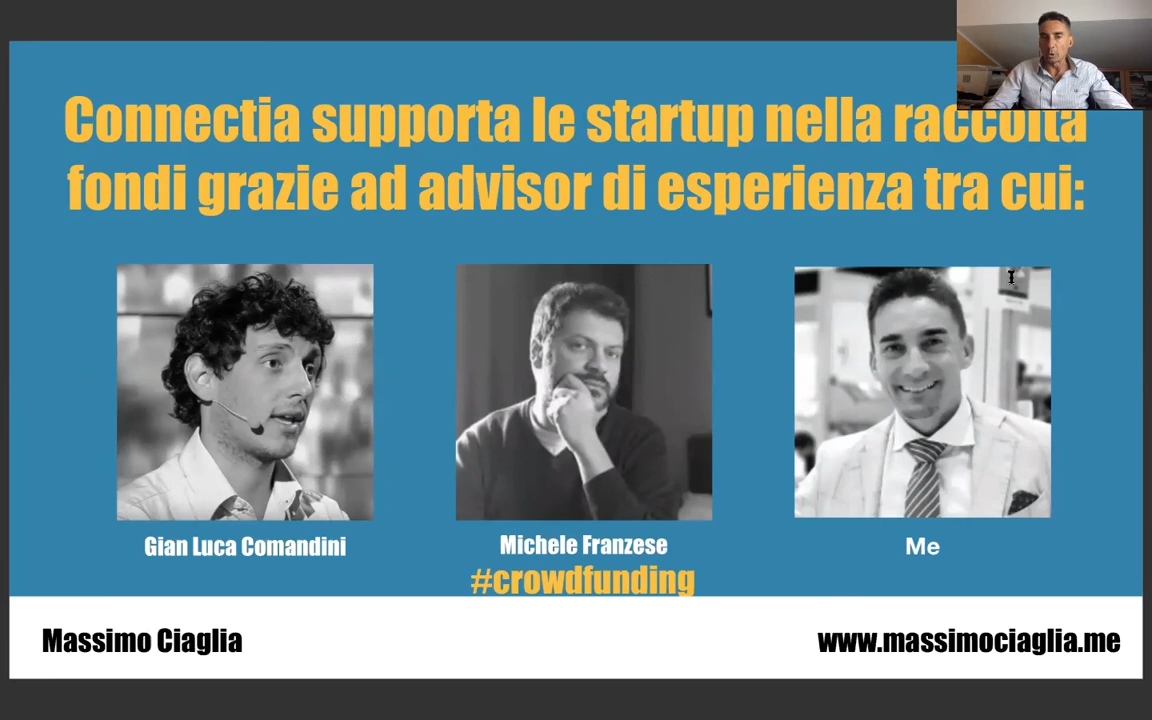 Connectia supporta le startup nella raccolta
fondi grazie ad advisor di esperienza tra cui:
Gian Luca Comandini
Michele Franzese
Me
#crowdfunding
Massimo Ciaglia
www.massimociaglia.me